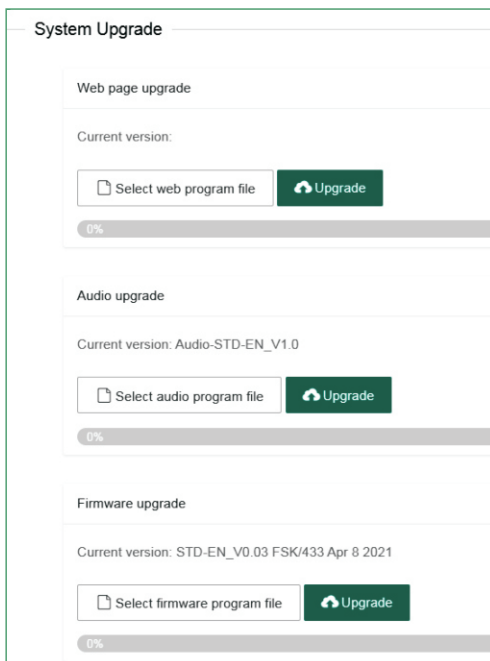 System Upgrade
Web page upgrade
Current version:
Select web program file Upgrade
0%
Audio upgrade
Current version: Audio-STD-EN_V1.0
Select audio program file Upgrade
0%
Firmware upgrade
Current version: STD-EN_V0.03 FSK/433 Apr 8 2021
Select firmware program file Upgrade
0%